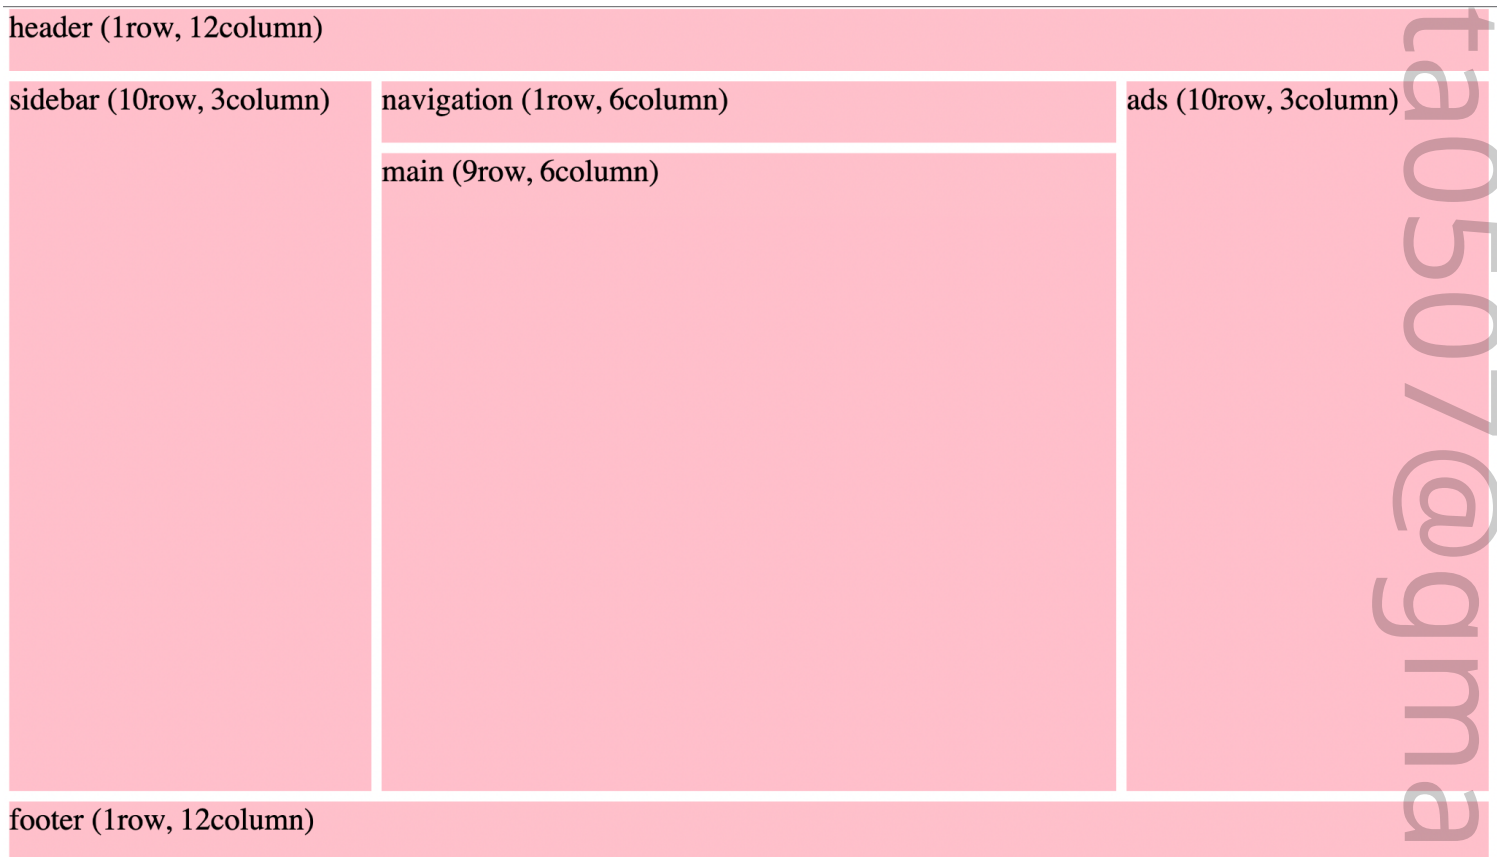 header (1row, 12column)
sidebar (10row, 3column)
navigation (1row, 6column)
ads (10row, 3column)
main (9row, 6column)
footer (1row, 12column)
ta0507@gma